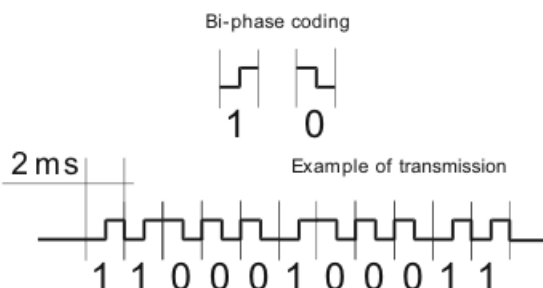 Bi-phase coding
1 0
2 ms
Example of transmission
1 1 0 0 0 1 0 0 0 1 1